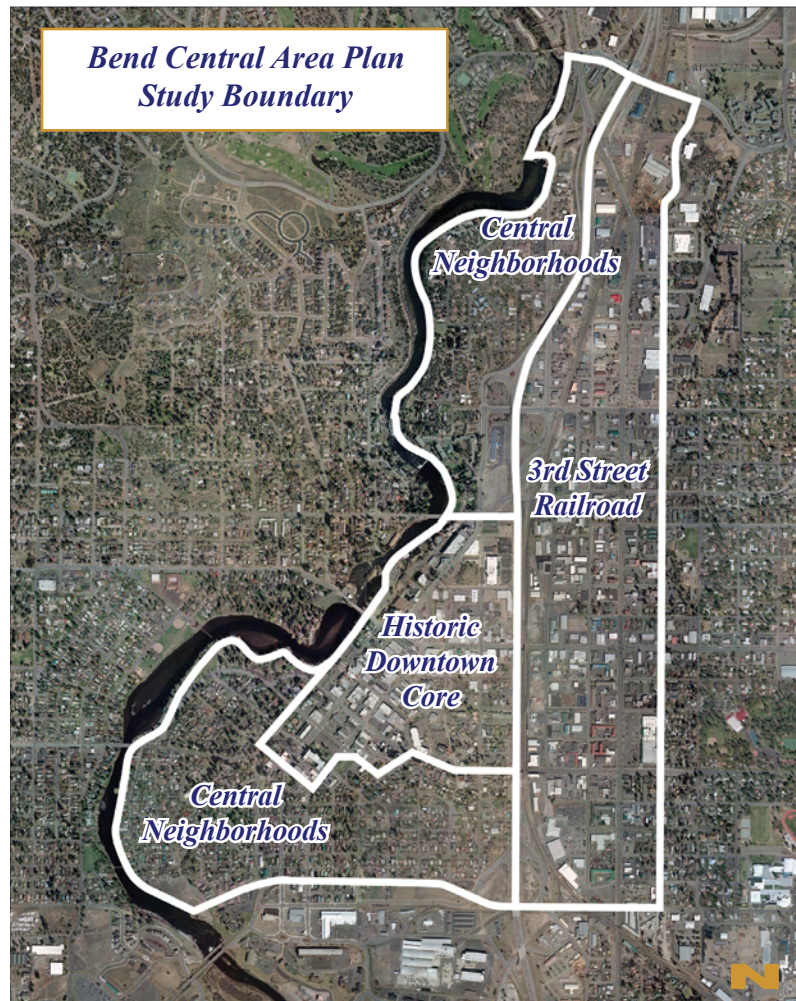 Bend Central Area Plan
Study Boundary
Central
Neighborhoods
3rd Street
Railroad
Historic
Downtown
Core
Central
Neighborhoods
N